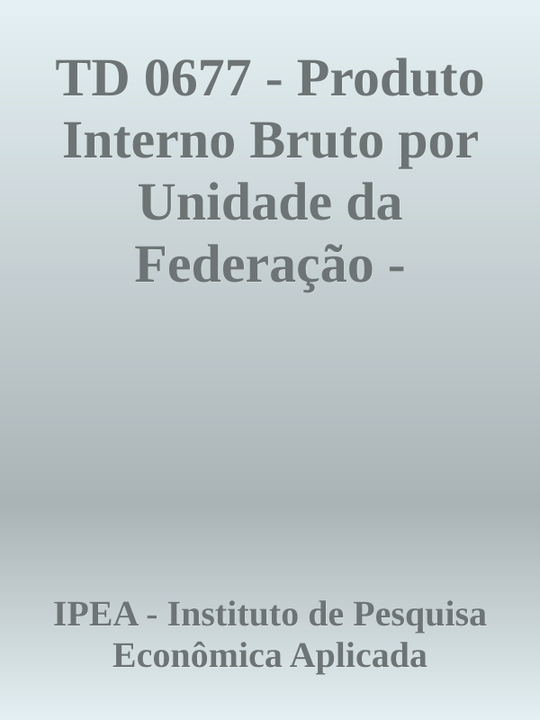 TD 0677 - Produto
Interno Bruto por
Unidade da
Federação -
IPEA - Instituto de Pesquisa
Econômica Aplicada